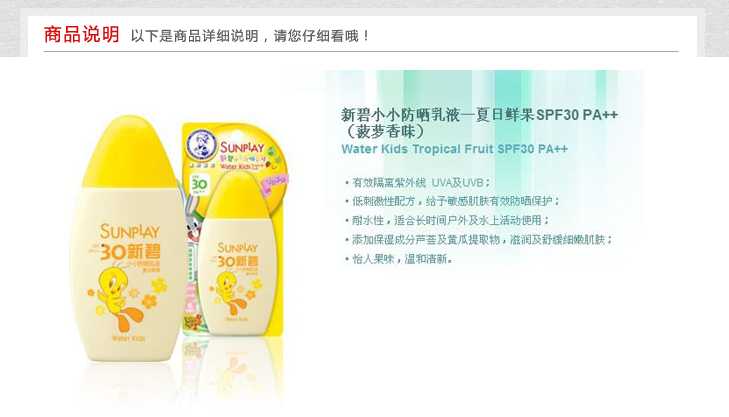 商品说明 以下是商品详细说明，请您仔细看哦！
新碧小小防晒乳液—夏日鲜果SPF30 PA++
（菠萝香味）
Water Kids Tropical Fruit SPF30 PA++
•有效隔离紫外线 UVA及UVB；
•低刺激性配方，给予敏感肌肤有效防晒保护；
•耐水性，适合长时间户外及水上活动使用；
•添加保湿成分芦荟及黄瓜提取物，滋润及舒缓细嫩肌肤；
•怡人果味，温和清新。
SUNPLAY
30新碧
Water Kids
SUNPLAY
Water Kids
30
SUNPLAY
30新碧
Water Kids